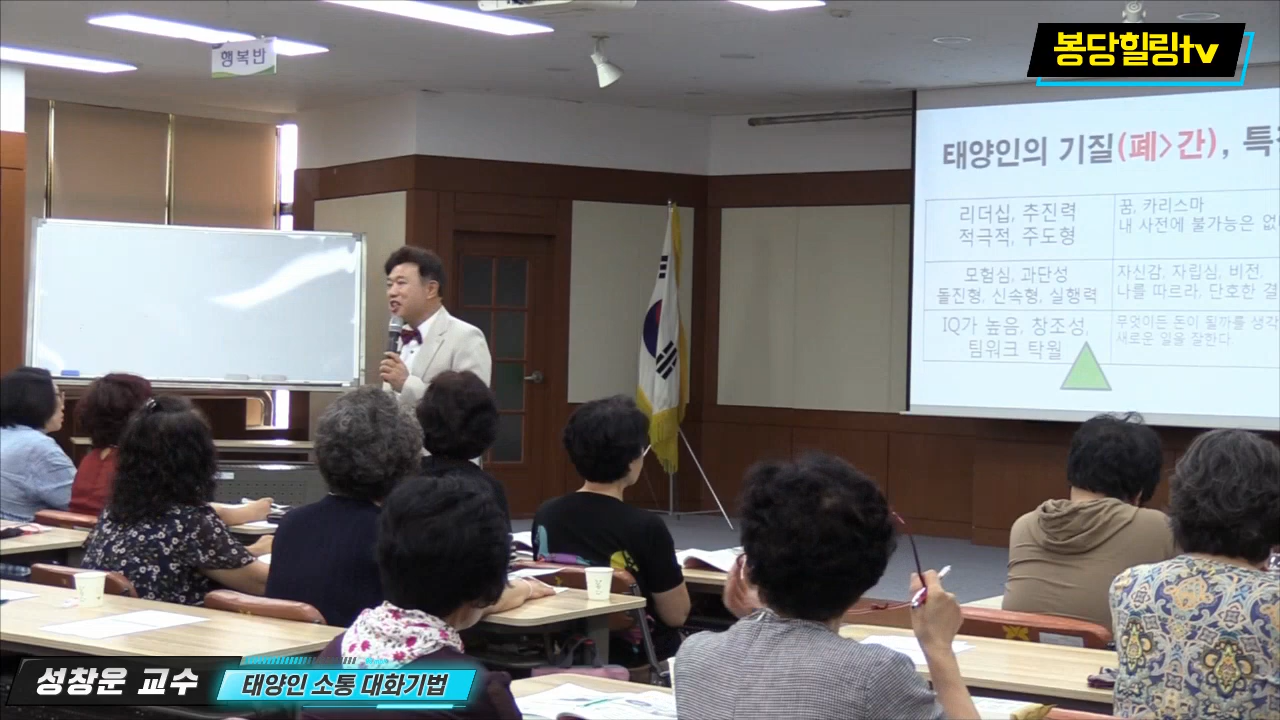 행복반
봉당힐링tv
태양인의 기질(폐>간), 특
리더십, 추진력
적극적, 주도형
꿈, 카리스마
내 사전에 불가능은 없
모험심, 과단성
돌진형, 신속형, 실행력
자신감, 자립심, 비전,
나를 따르라, 단호한 결
IQ가 높음, 창조성,
팀워크 탁월
무엇이든 돈이 될까를 생각
새로운 일을 잘한다.
성창운 교수
태양인 소통 대화기법